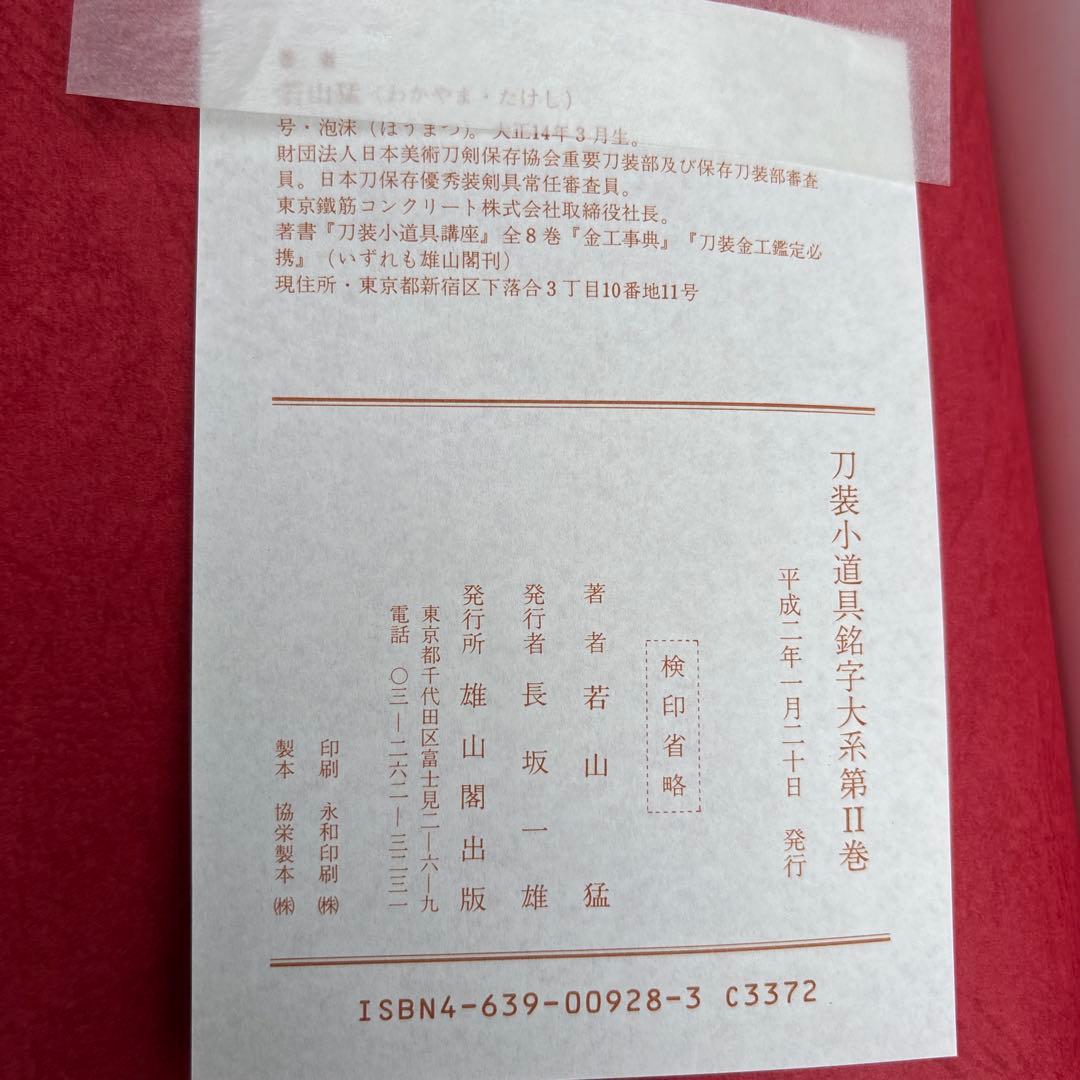 若山猛(わかやま・たけし)
号・泡沫(ほうまつ)。大正14年3月生。
財団法人日本美術刀剣保存協会重要刀装部及び保存刀装部審査
員。日本刀保存優秀装剣具常任審査員。
東京鐵筋コンクリート株式会社取締役社長。
著書『刀装小道具講座』全8巻『金工事典』『刀装金工鑑定必
携』(いずれも雄山閣刊)
現住所・東京都新宿区下落合3丁目10番地11号
刀装小道具銘字大系第II巻
平成二年一月二十日 発行
検印省略
著者 若山猛
発行者 長坂一雄
発行所 雄山閣出版
東京都千代田区富士見二―六―九
電話 〇三―二六二―三二三一
印刷 永和印刷㈱
製本 協栄製本㈱
ISBN4-639-00928-3 C3372